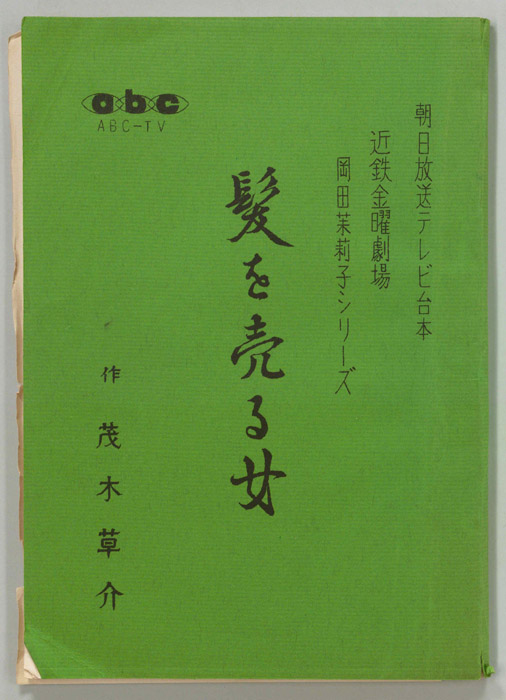 朝日放送テレビ台本
近鉄金曜劇場
岡田茉莉子シリーズ
髪を売る女
作 茂木草介
abc
ABC-TV